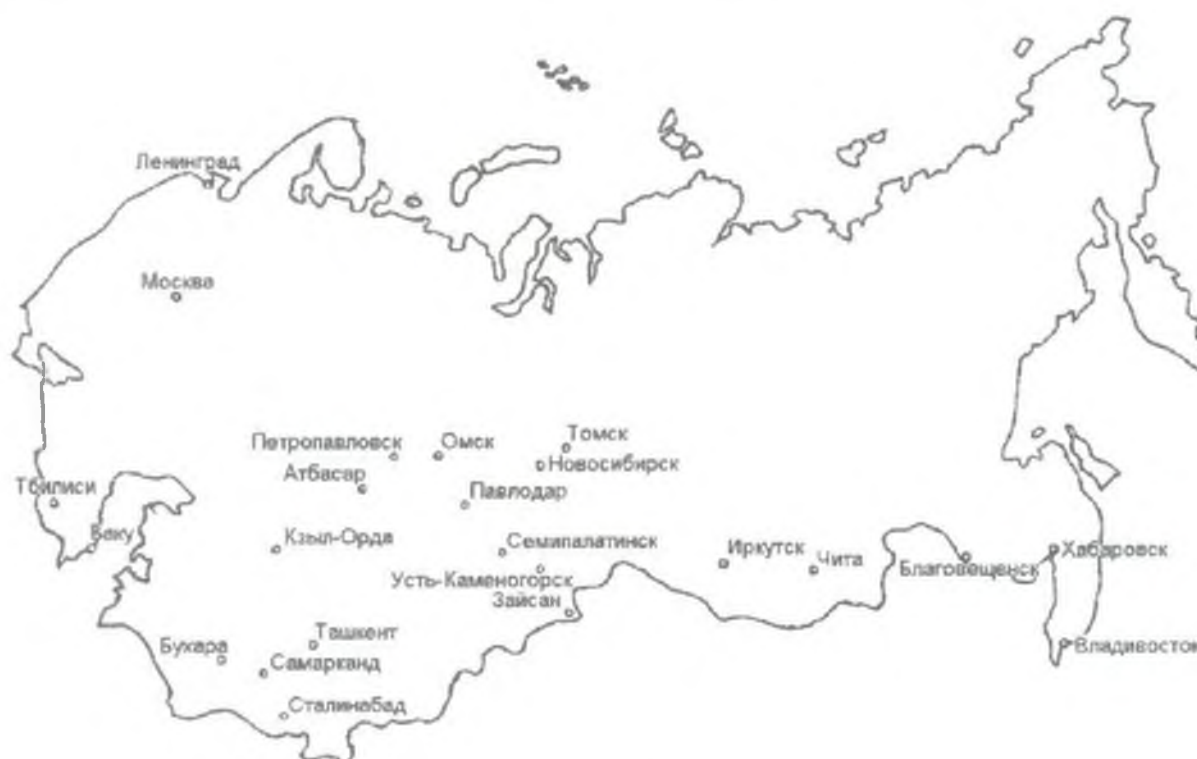 Ленинград
Москва
Петропавловск
Омск
Томск
Новосибирск
Атбасар
Павлодар
Тбилиси
Баку
Кзыл-Орда
Семипалатинск
Иркутск
Чита
Благовещенск
Хабаровск
Усть-Каменогорск
Зайсан
Ташкент
Бухара
Самарканд
Владивосток
Сталинабад